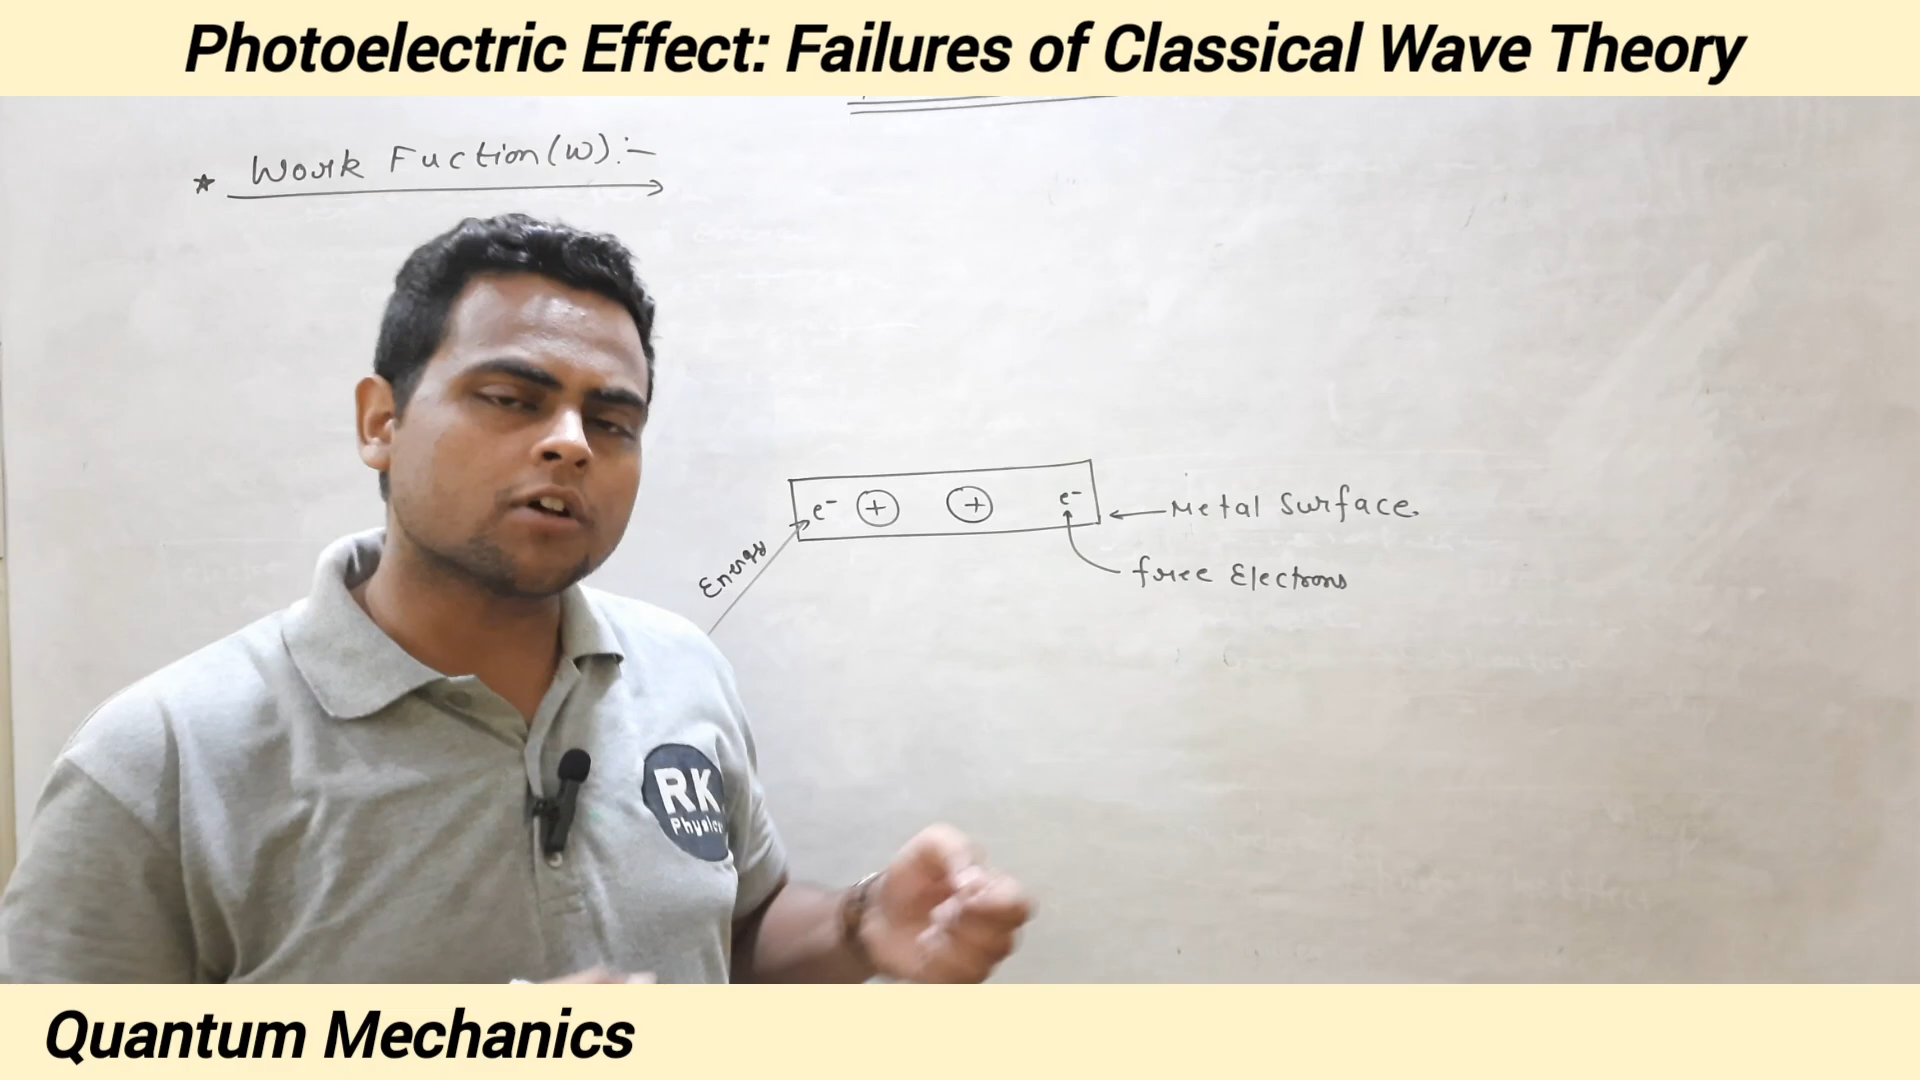 Photoelectric Effect: Failures of Classical Wave Theory
* Work Fuction (W):-
e- + + e-
Metal Surface
Energy
free Electrons
RK
Physics
Quantum Mechanics